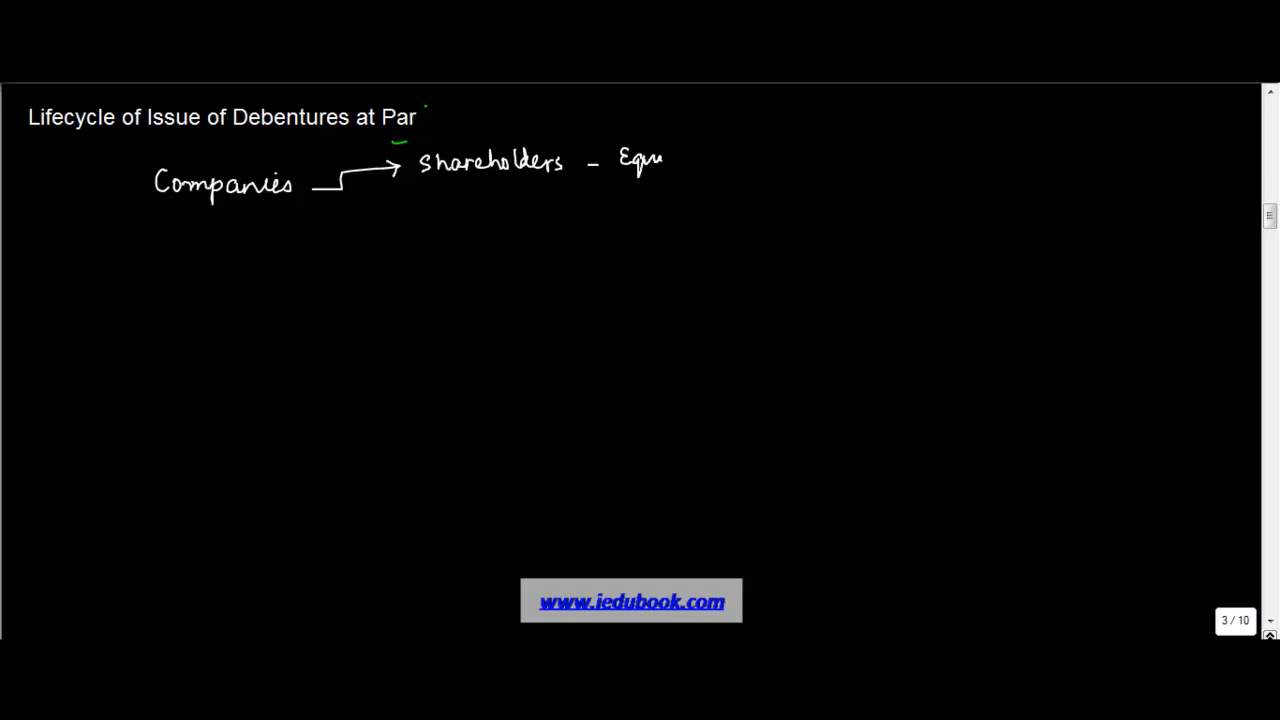 Lifecycle of Issue of Debentures at Par
Companies → Shareholders - Equ
www.iedubook.com
3 / 10